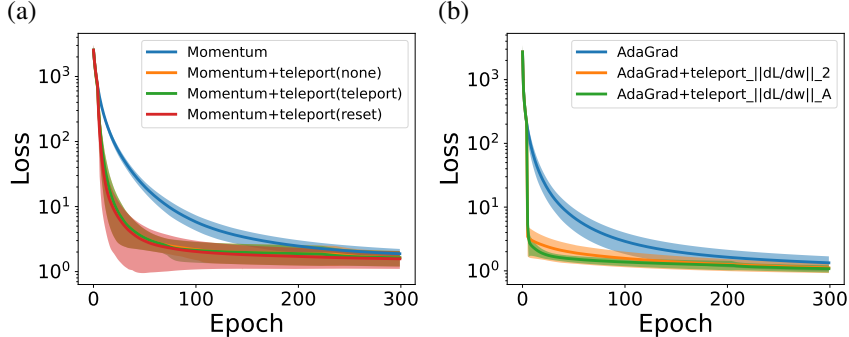 (a)
Loss
10³
10²
10¹
10⁰
Momentum
Momentum+teleport(none)
Momentum+teleport(teleport)
Momentum+teleport(reset)
0
100
200
300
Epoch
(b)
Loss
10³
10²
10¹
10⁰
AdaGrad
AdaGrad+teleport_||dL/dw||_2
AdaGrad+teleport_||dL/dw||_A
0
100
200
300
Epoch